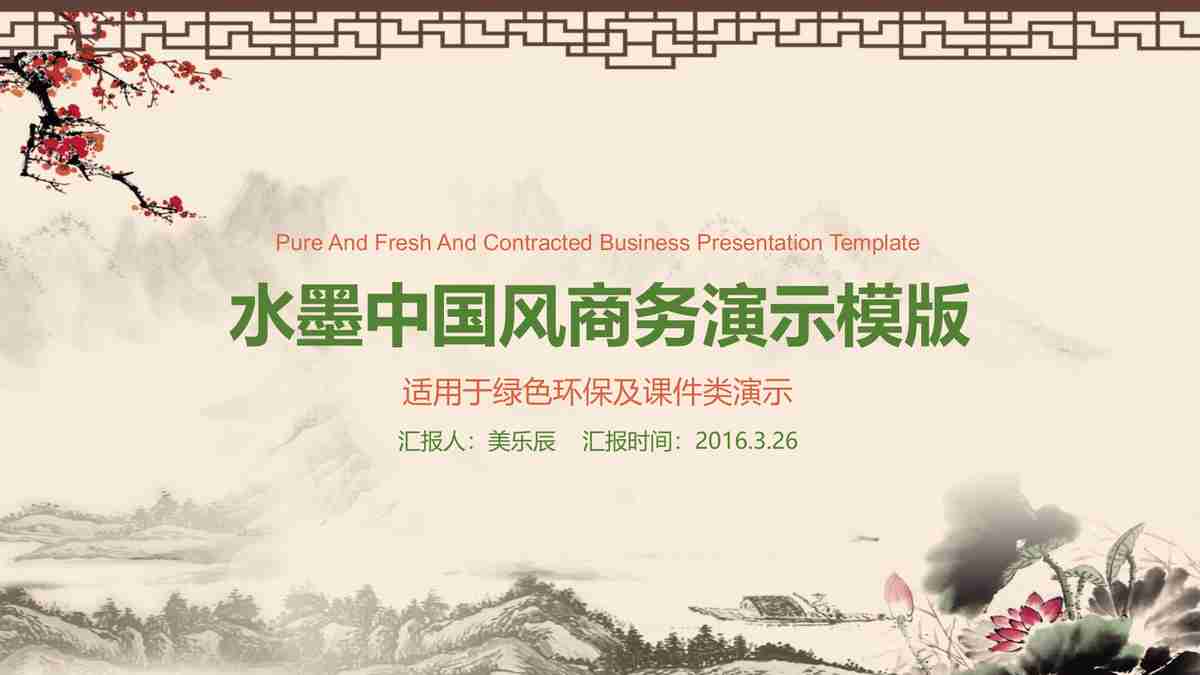 Pure And Fresh And Contracted Business Presentation Template
水墨中国风商务演示模版
适用于绿色环保及课件类演示
汇报人：美乐辰 汇报时间：2016.3.26